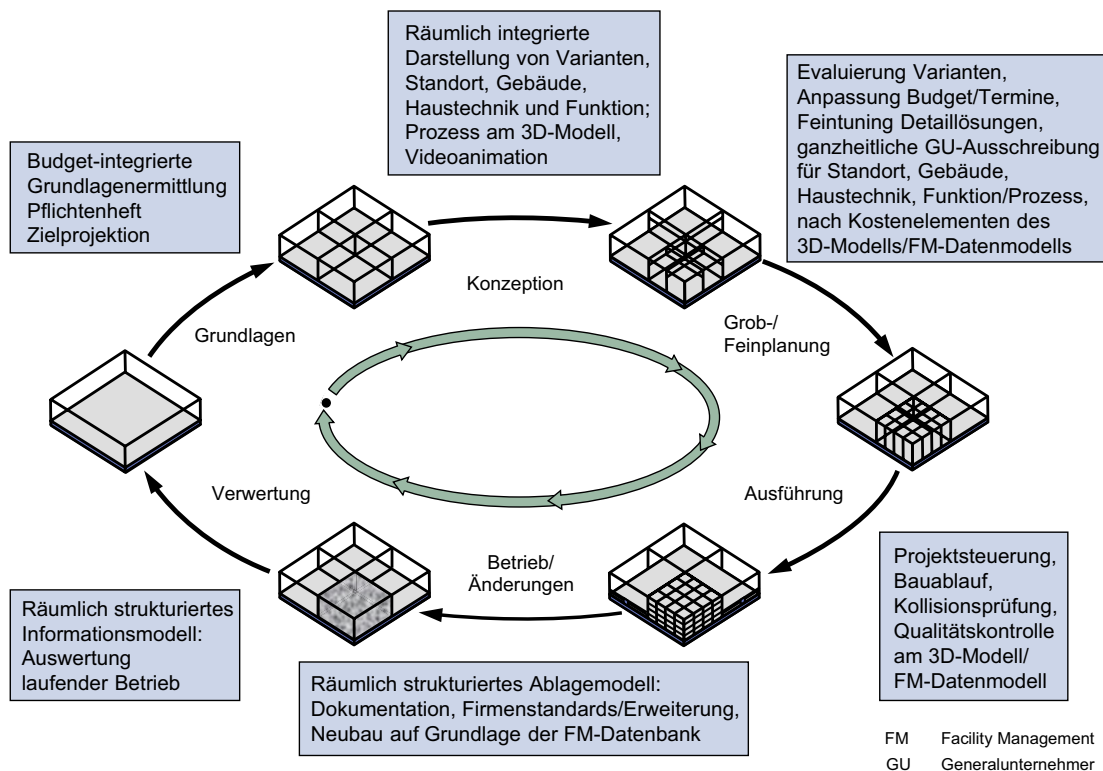 Räumlich integrierte
Darstellung von Varianten,
Standort, Gebäude,
Haustechnik und Funktion;
Prozess am 3D-Modell,
Videoanimation
Evaluierung Varianten,
Anpassung Budget/Termine,
Feintuning Detaillösungen,
ganzheitliche GU-Ausschreibung
für Standort, Gebäude,
Haustechnik, Funktion/Prozess,
nach Kostenelementen des
3D-Modells/FM-Datenmodells
Budget-integrierte
Grundlagenermittlung
Pflichtenheft
Zielprojektion
Konzeption
Grundlagen
Grob-/
Feinplanung
Verwertung
Ausführung
Betrieb/
Änderungen
Projektsteuerung,
Bauablauf,
Kollisionsprüfung,
Qualitätskontrolle
am 3D-Modell/
FM-Datenmodell
Räumlich strukturiertes
Informationsmodell:
Auswertung
laufender Betrieb
Räumlich strukturiertes Ablagemodell:
Dokumentation, Firmenstandards/Erweiterung,
Neubau auf Grundlage der FM-Datenbank
FM Facility Management
GU Generalunternehmer